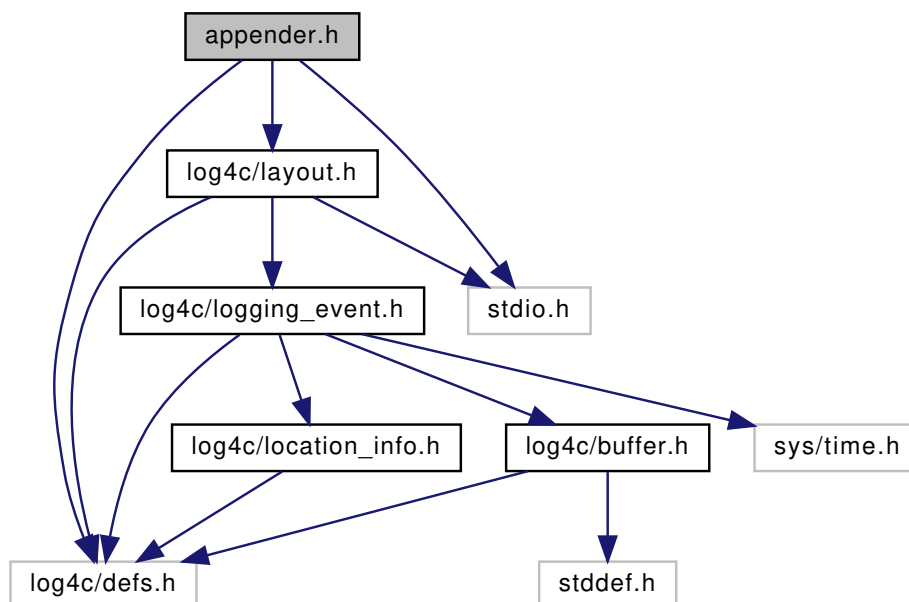 appender.h
log4c/layout.h
log4c/logging_event.h
stdio.h
log4c/location_info.h
log4c/buffer.h
sys/time.h
log4c/defs.h
stddef.h